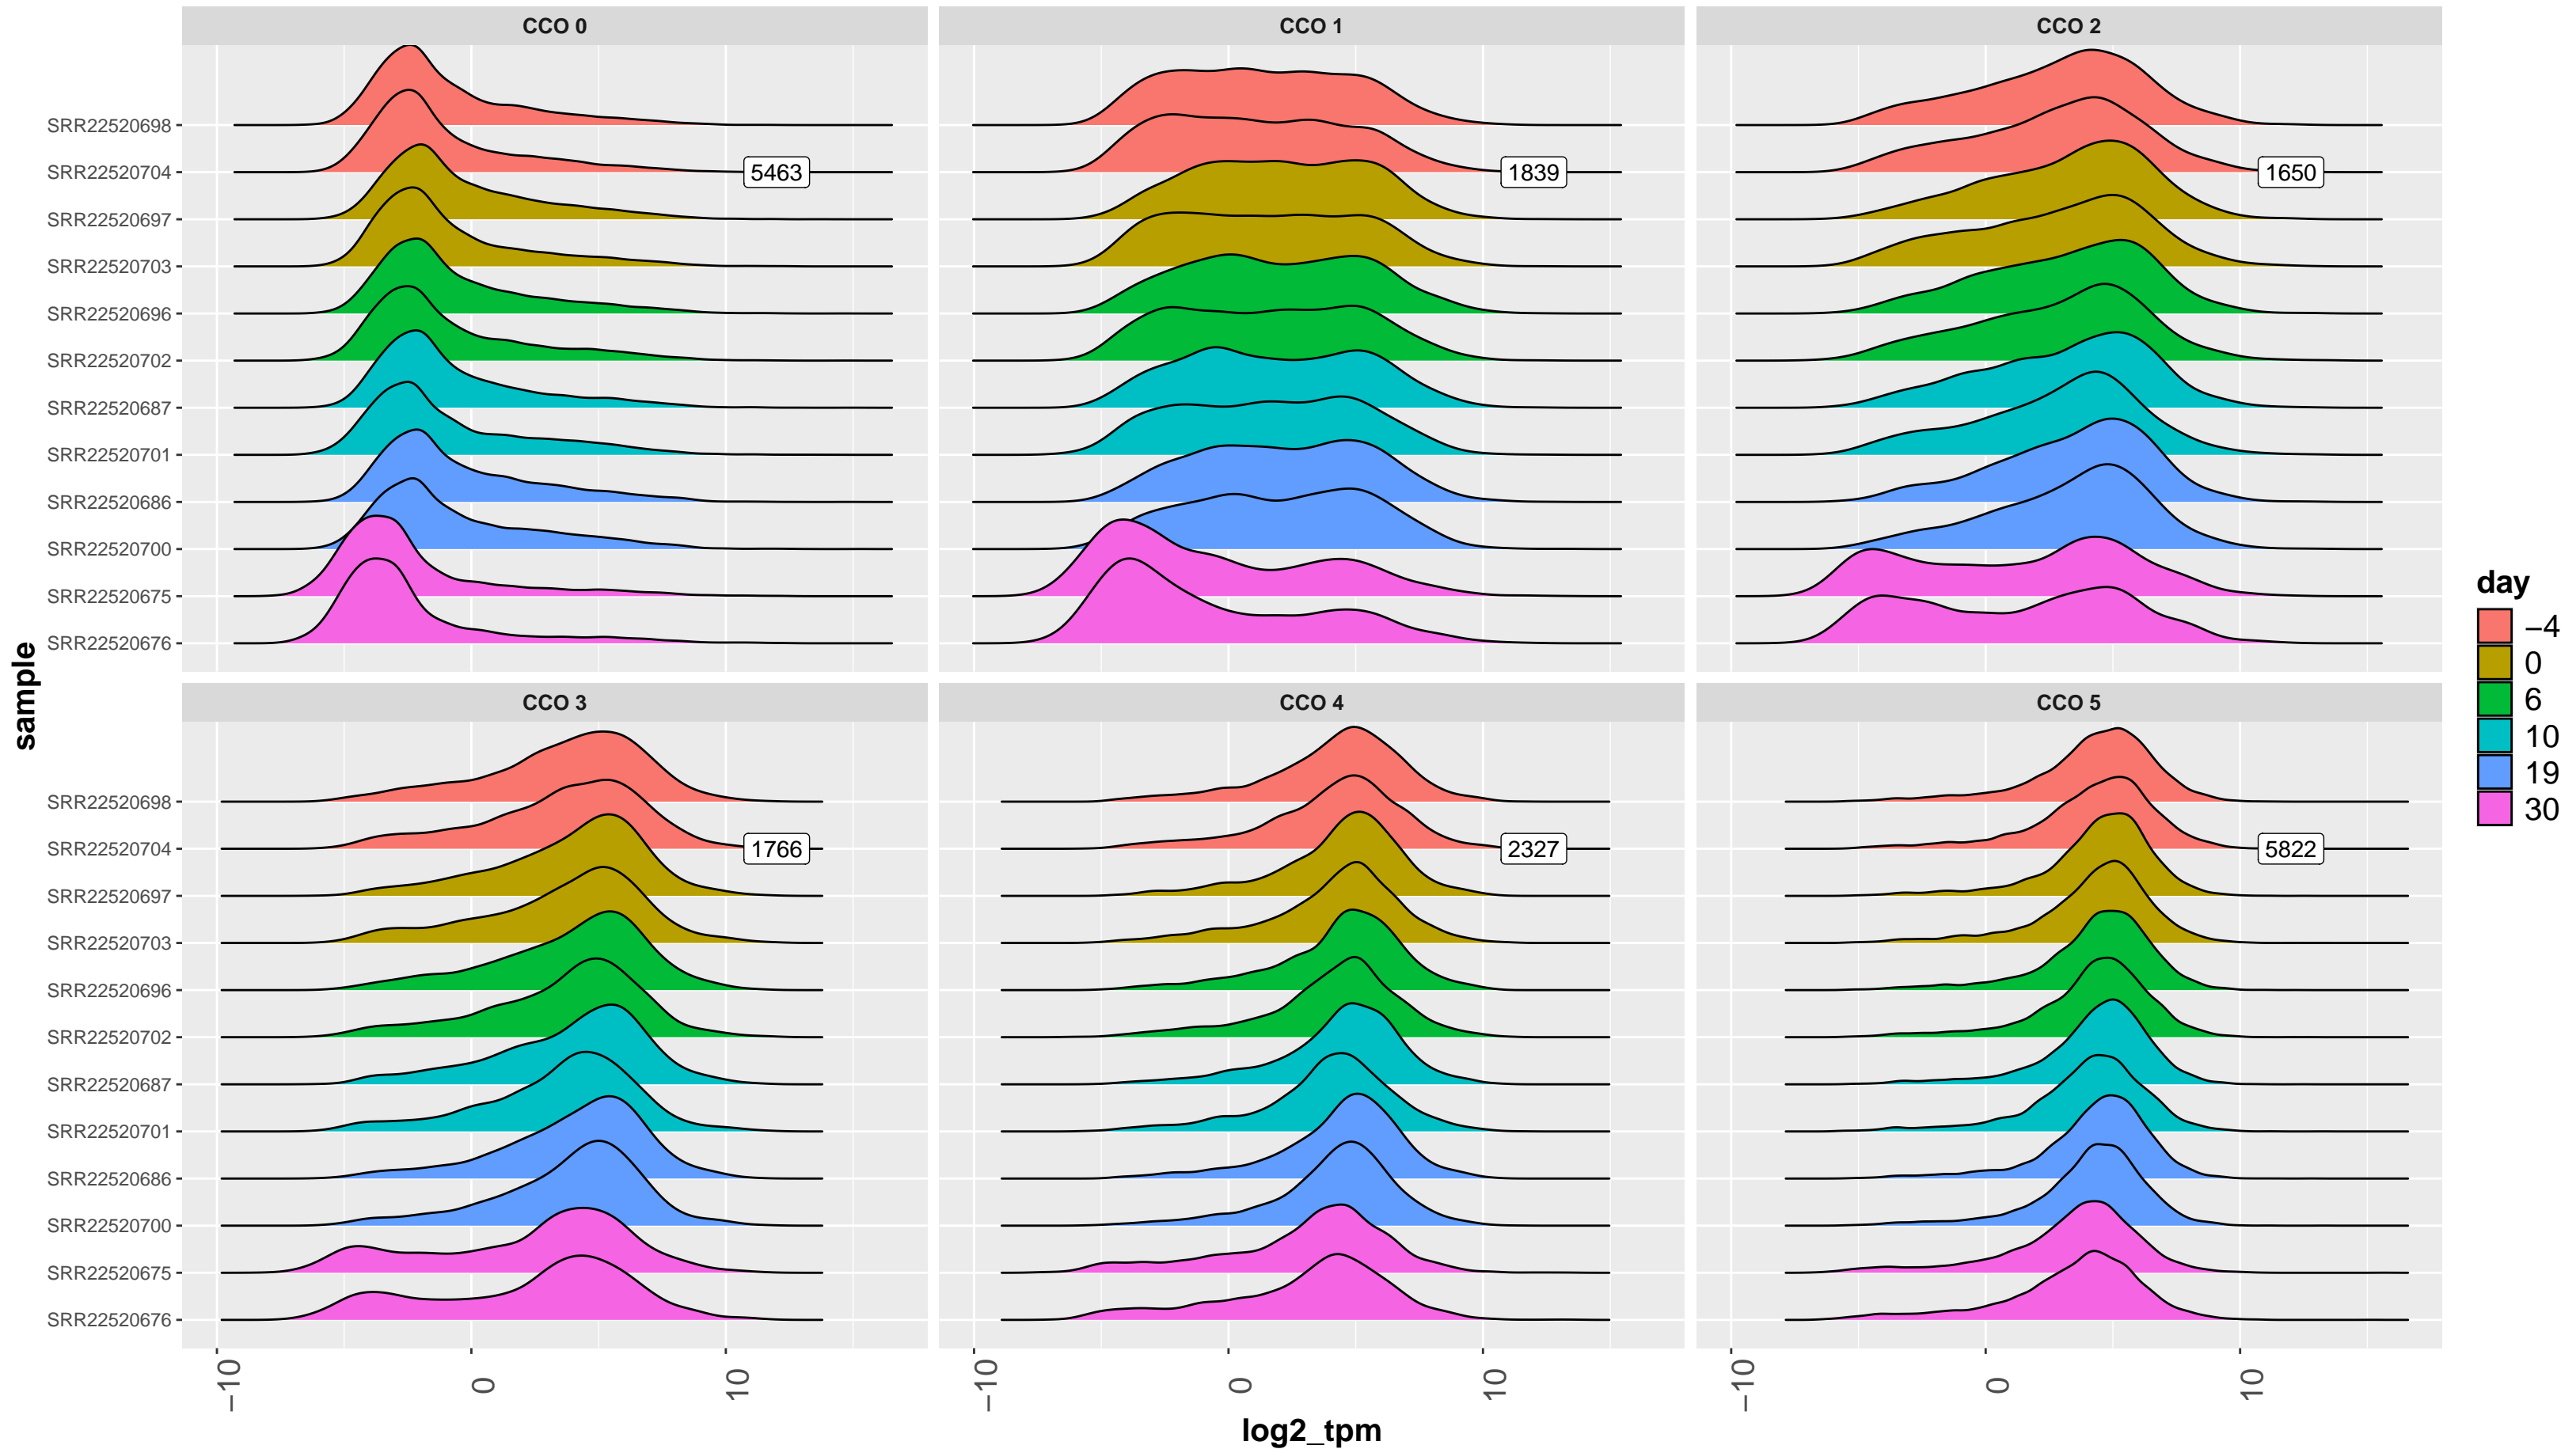 CCO 0
CCO 1
CCO 2
SRR22520698
SRR22520704
SRR22520697
SRR22520703
SRR22520696
SRR22520702
SRR22520687
SRR22520701
SRR22520686
SRR22520700
SRR22520675
SRR22520676
5463
1839
1650
CCO 3
CCO 4
CCO 5
SRR22520698
SRR22520704
SRR22520697
SRR22520703
SRR22520696
SRR22520702
SRR22520687
SRR22520701
SRR22520686
SRR22520700
SRR22520675
SRR22520676
1766
2327
5822
sample
−10
0
10
−10
0
10
−10
0
10
log2_tpm
day
−4
0
6
10
19
30